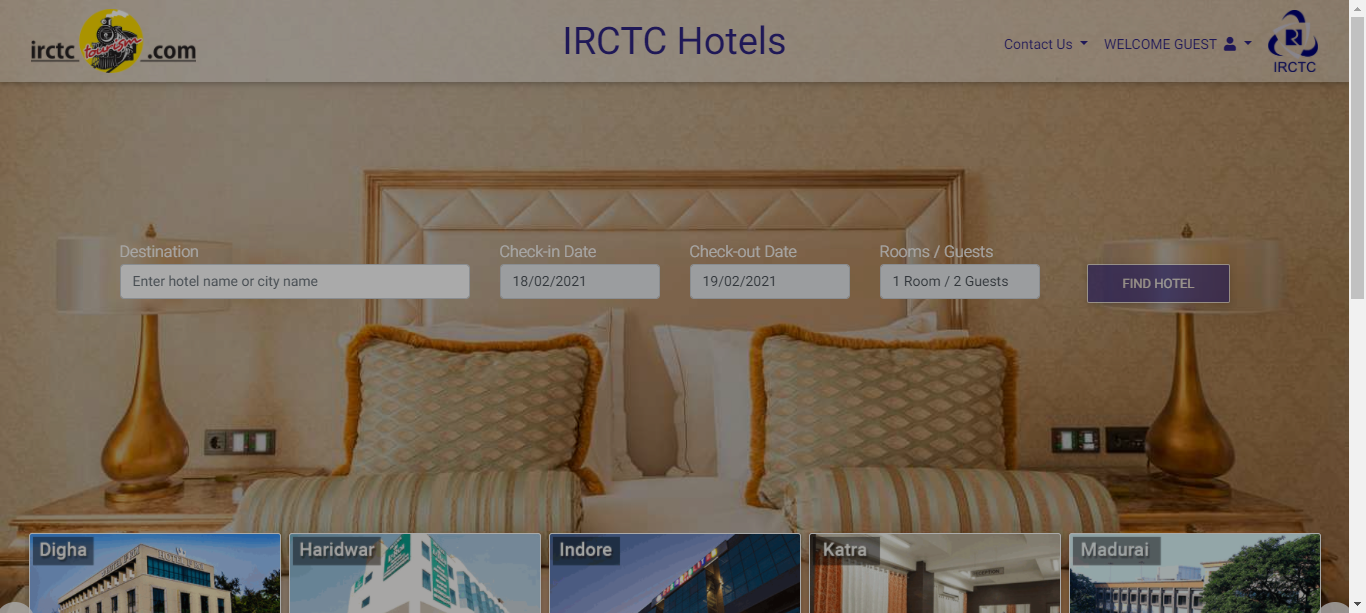 irctc tourism .com
IRCTC Hotels
Contact Us
WELCOME GUEST
IRCTC
Destination
Check-in Date
Check-out Date
Rooms / Guests
Enter hotel name or city name
18/02/2021
19/02/2021
1 Room / 2 Guests
FIND HOTEL
Digha
Haridwar
Indore
Katra
Madurai